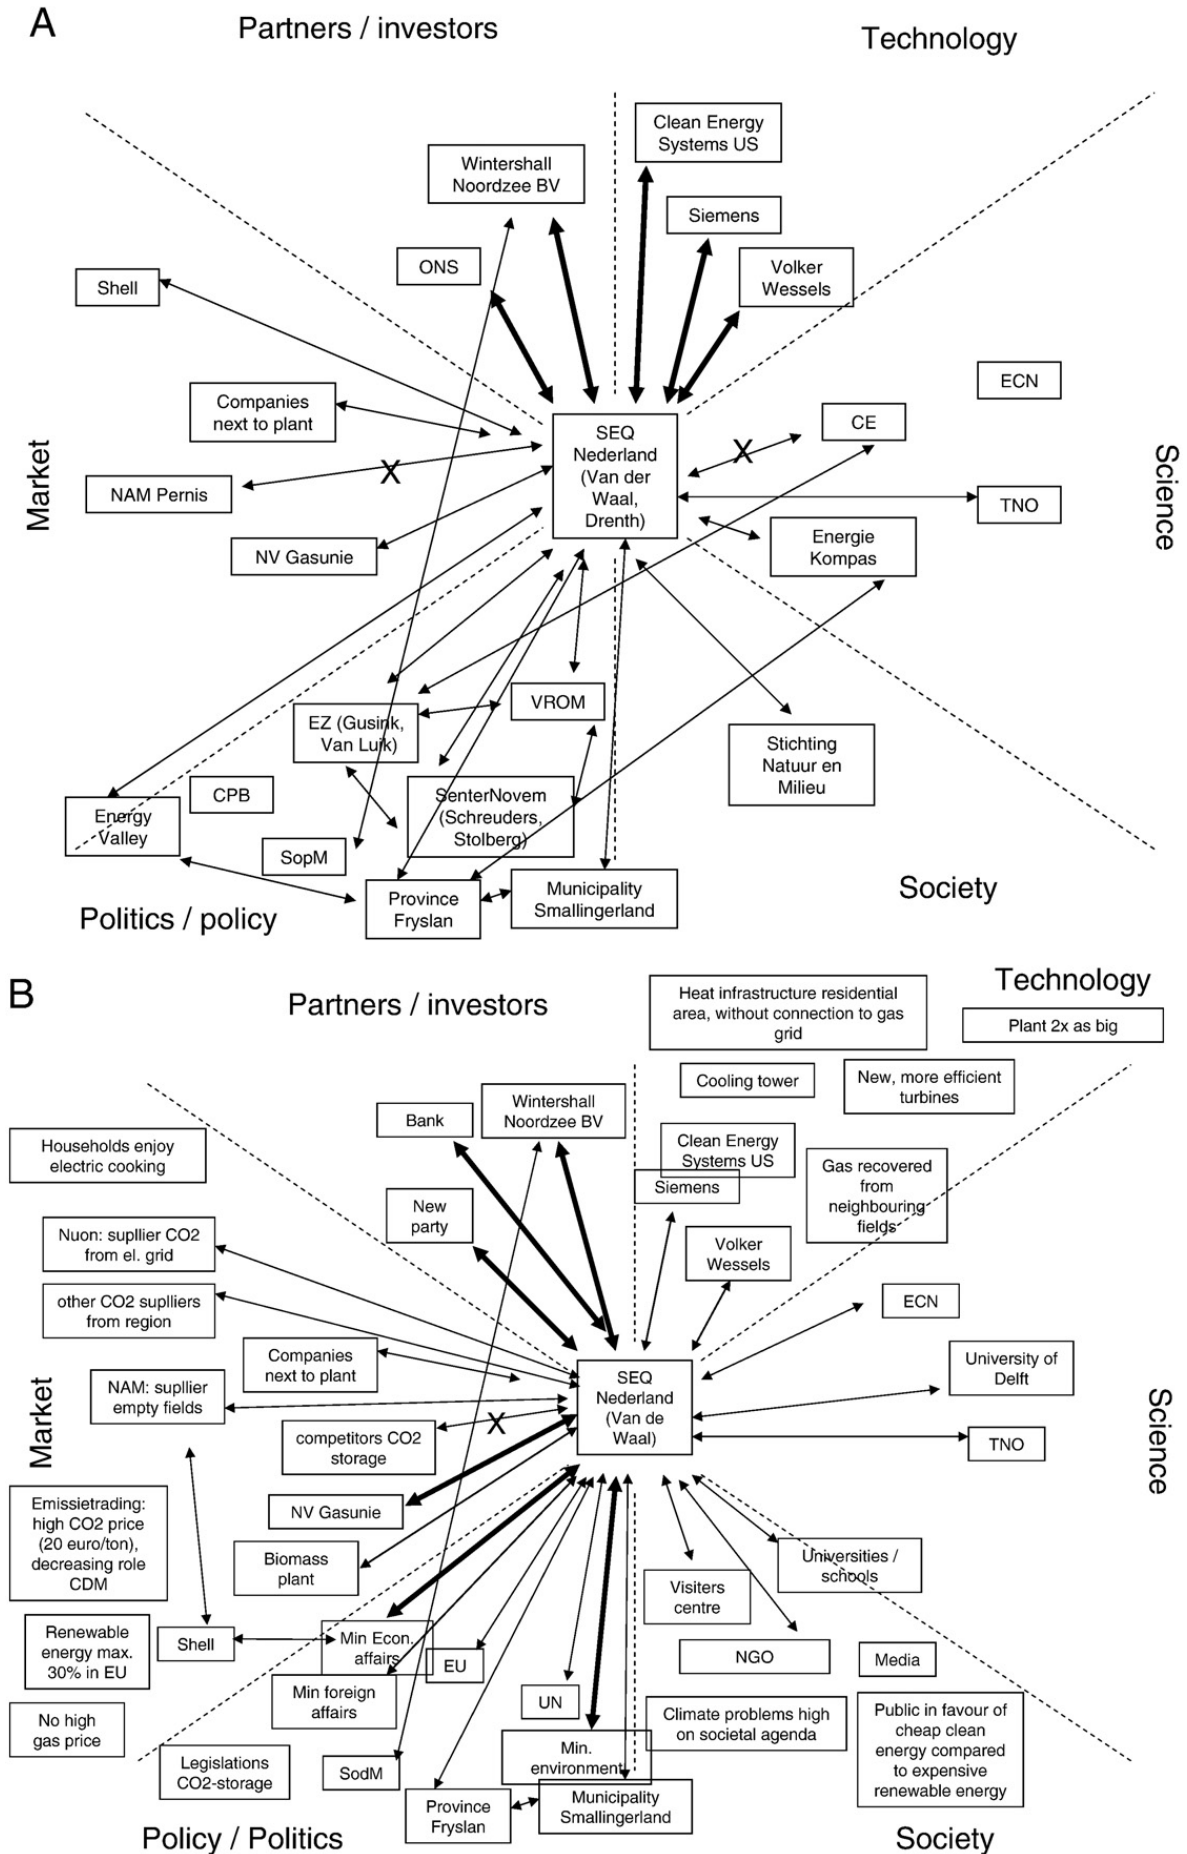 A
Partners / investors
Technology
Clean Energy
Systems US
Wintershall
Noordzee BV
Siemens
ONS
Volker
Wessels
Shell
ECN
Companies
next to plant
CE
SEQ
Nederland
(Van der
Waal,
Drenth)
X
X
Market
Science
NAM Pernis
TNO
Energie
Kompas
NV Gasunie
VROM
EZ (Gusink,
Van Luik)
Stichting
Natuur en
Milieu
CPB
SenterNovem
(Schreuders,
Stolberg)
Energy
Valley
SopM
Province
Fryslan
Municipality
Smallingerland
Society
Politics / policy
B
Partners / investors
Technology
Heat infrastructure residential
area, without connection to gas
grid
Plant 2x as big
Cooling tower
New, more efficient
turbines
Bank
Wintershall
Noordzee BV
Households enjoy
electric cooking
Clean Energy
Systems US
Siemens
Gas recovered
from
neighbouring
fields
New
party
Nuon: supllier CO2
from el. grid
Volker
Wessels
other CO2 suplliers
from region
ECN
Companies
next to plant
University of
Delft
SEQ
Nederland
(Van de
Waal)
NAM: supllier
empty fields
Market
Science
X
competitors CO2
storage
TNO
NV Gasunie
Emissietrading:
high CO2 price
(20 euro/ton),
decreasing role
CDM
Biomass
plant
Universities /
schools
Visiters
centre
Renewable
energy max.
30% in EU
Shell
Min Econ.
affairs
EU
NGO
Media
Min foreign
affairs
UN
No high
gas price
Climate problems high
on societal agenda
Public in favour of
cheap clean
energy compared
to expensive
renewable energy
Min.
environment
Legislations
CO2-storage
SodM
Province
Fryslan
Municipality
Smallingerland
Policy / Politics
Society